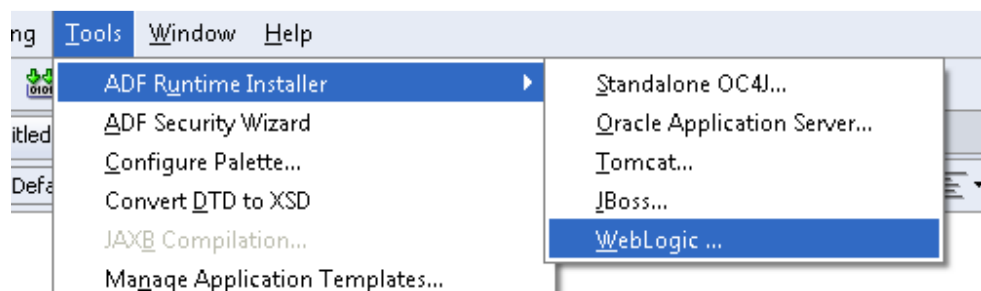 ng Tools Window Help
ADF Runtime Installer
Standalone OC4J...
ADF Security Wizard
Oracle Application Server...
itled
Configure Palette...
Tomcat...
Defa
Convert DTD to XSD
JBoss...
JAXB Compilation...
WebLogic ...
Manage Application Templates...